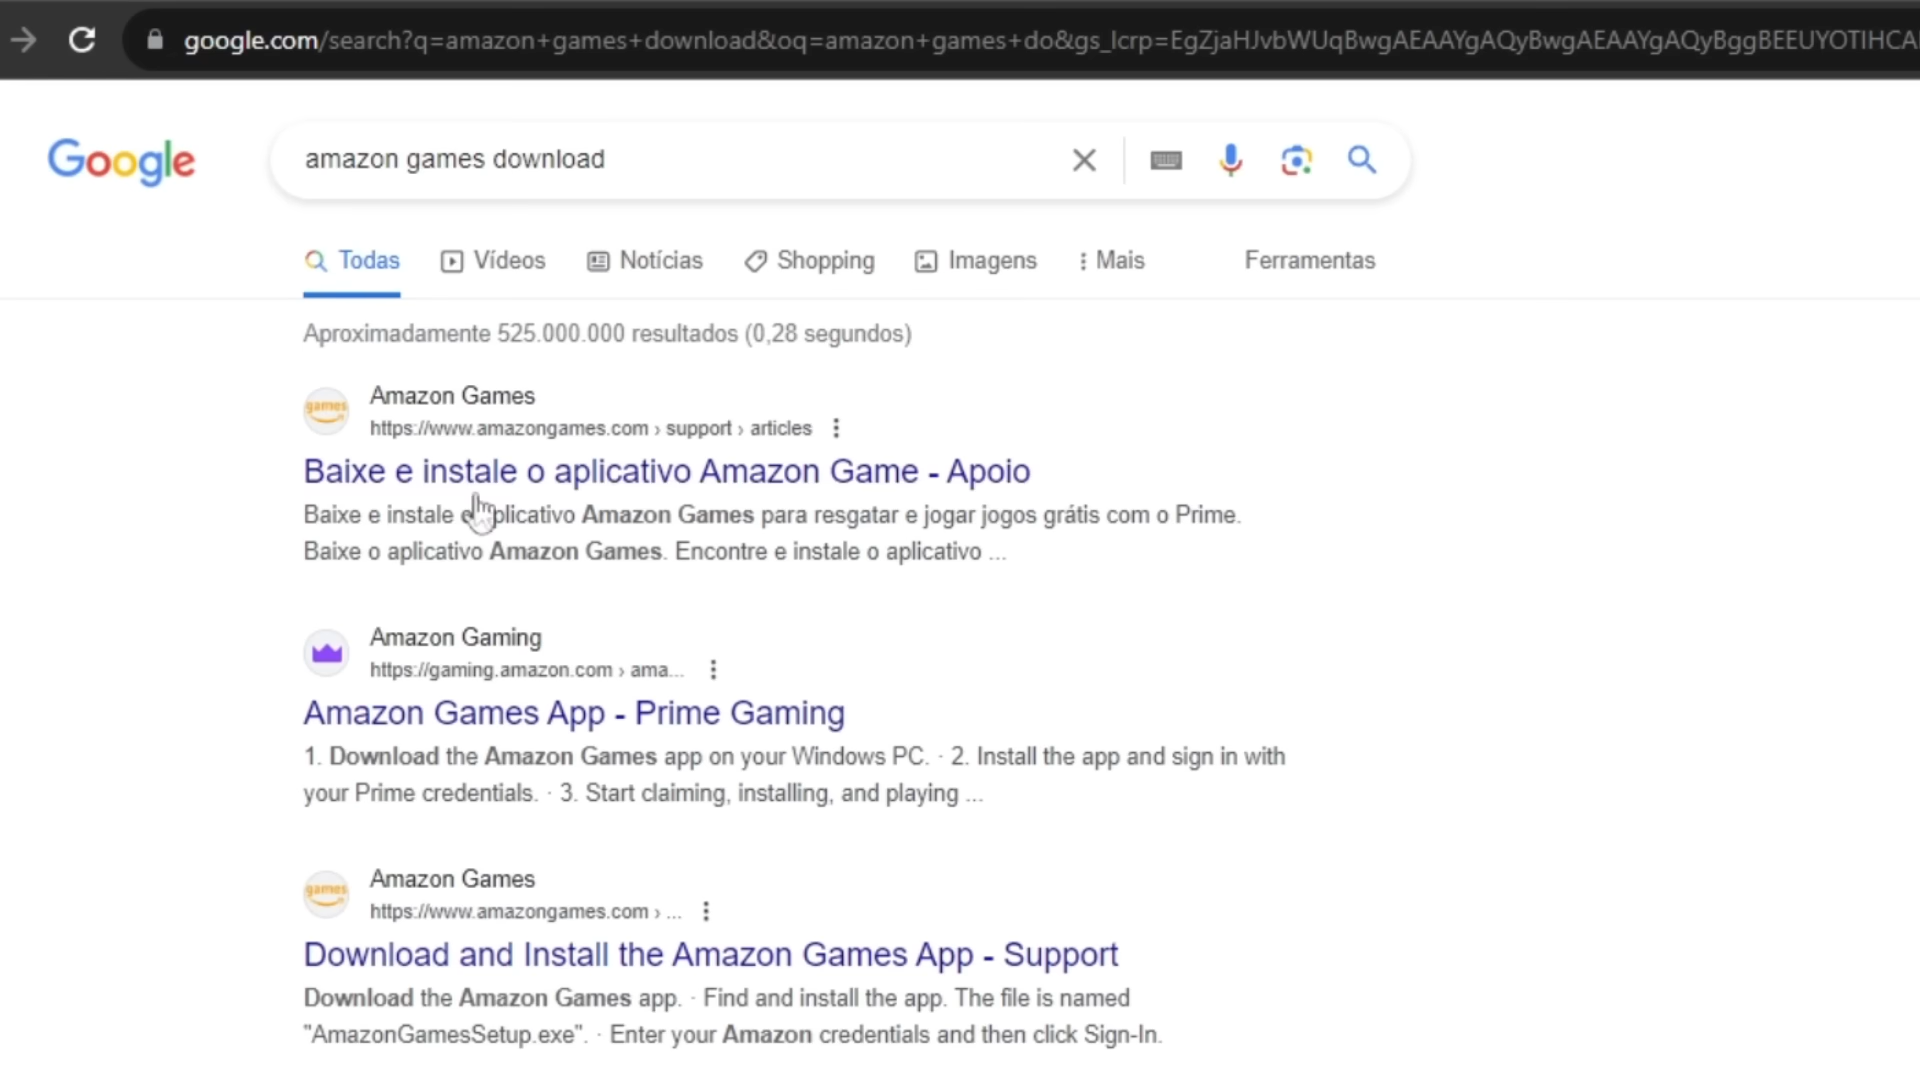 google.com/search?q=amazon+games+download&oq=amazon+games+do&gs_lcrp=EgZjaHJvbWUqBwgAEAAYgAQyBwgAEAAYgAQyBggBEEUYOTIHCA
Google
amazon games download
Todas Vídeos Notícias Shopping Imagens Mais Ferramentas
Aproximadamente 525.000.000 resultados (0,28 segundos)
games
Amazon Games
https://www.amazongames.com › support › articles
Baixe e instale o aplicativo Amazon Game - Apoio
Baixe e instale o aplicativo Amazon Games para resgatar e jogar jogos grátis com o Prime.
Baixe o aplicativo Amazon Games. Encontre e instale o aplicativo ...
Amazon Gaming
https://gaming.amazon.com › ama...
Amazon Games App - Prime Gaming
1. Download the Amazon Games app on your Windows PC. · 2. Install the app and sign in with
your Prime credentials. · 3. Start claiming, installing, and playing ...
games
Amazon Games
https://www.amazongames.com › ...
Download and Install the Amazon Games App - Support
Download the Amazon Games app. · Find and install the app. The file is named
"AmazonGamesSetup.exe". · Enter your Amazon credentials and then click Sign-In.